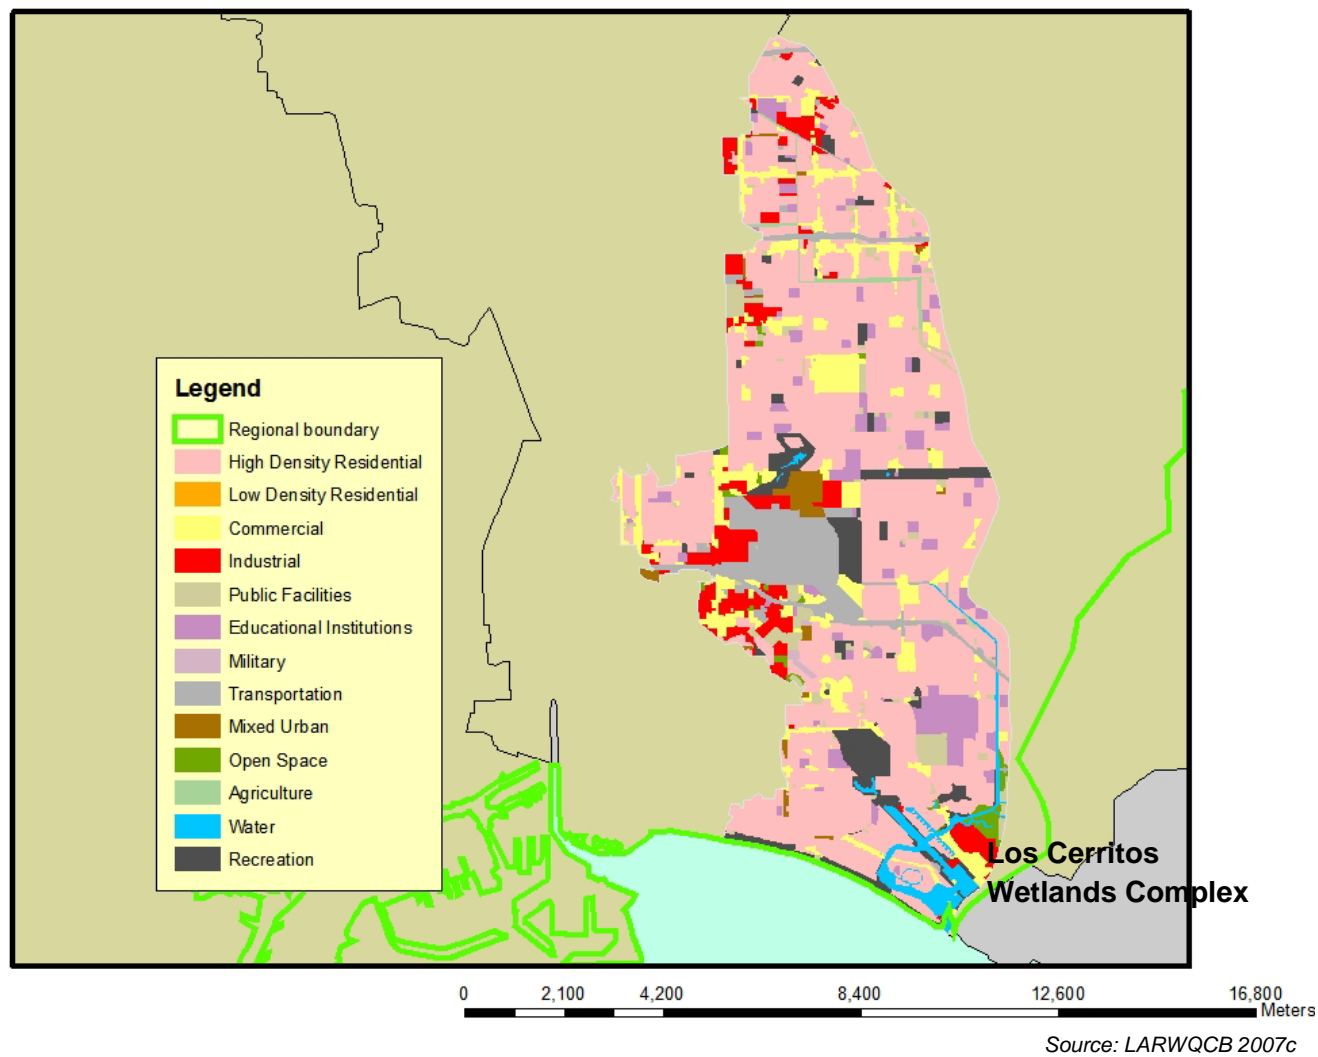 Legend
Regional boundary
High Density Residential
Low Density Residential
Commercial
Industrial
Public Facilities
Educational Institutions
Military
Transportation
Mixed Urban
Open Space
Agriculture
Water
Recreation
Los Cerritos
Wetlands Complex
0 2,100 4,200 8,400 12,600 16,800
Meters
Source: LARWQCB 2007c